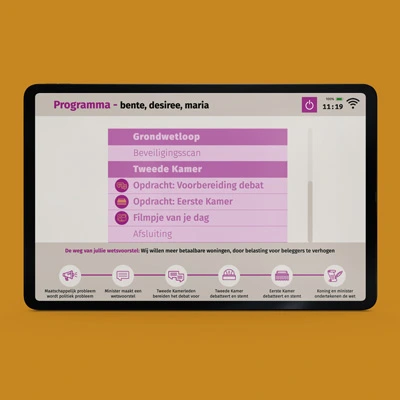 Programma - bente, desiree, maria
100%
11:19
Grondwetloop
Beveiligingsscan
Tweede Kamer
Opdracht: Voorbereiding debat
Opdracht: Eerste Kamer
Filmpje van je dag
Afsluiting
De weg van jullie wetsvoorstel: Wij willen meer betaalbare woningen, door belasting voor beleggers te verhogen
Maatschappelijk probleem
wordt politiek probleem
Minister maakt een
wetsvoorstel
Tweede Kamerleden
bereiden het debat voor
Tweede Kamer
debatteert en stemt
Eerste Kamer
debatteert en stemt
Koning en minister
ondertekenen de wet